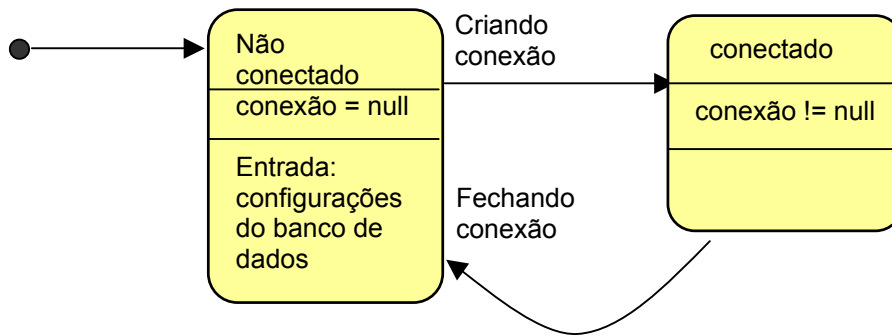 Não
conectado
conexão = null
Entrada:
configurações
do banco de
dados
Criando
conexão
Fechando
conexão
conectado
conexão != null